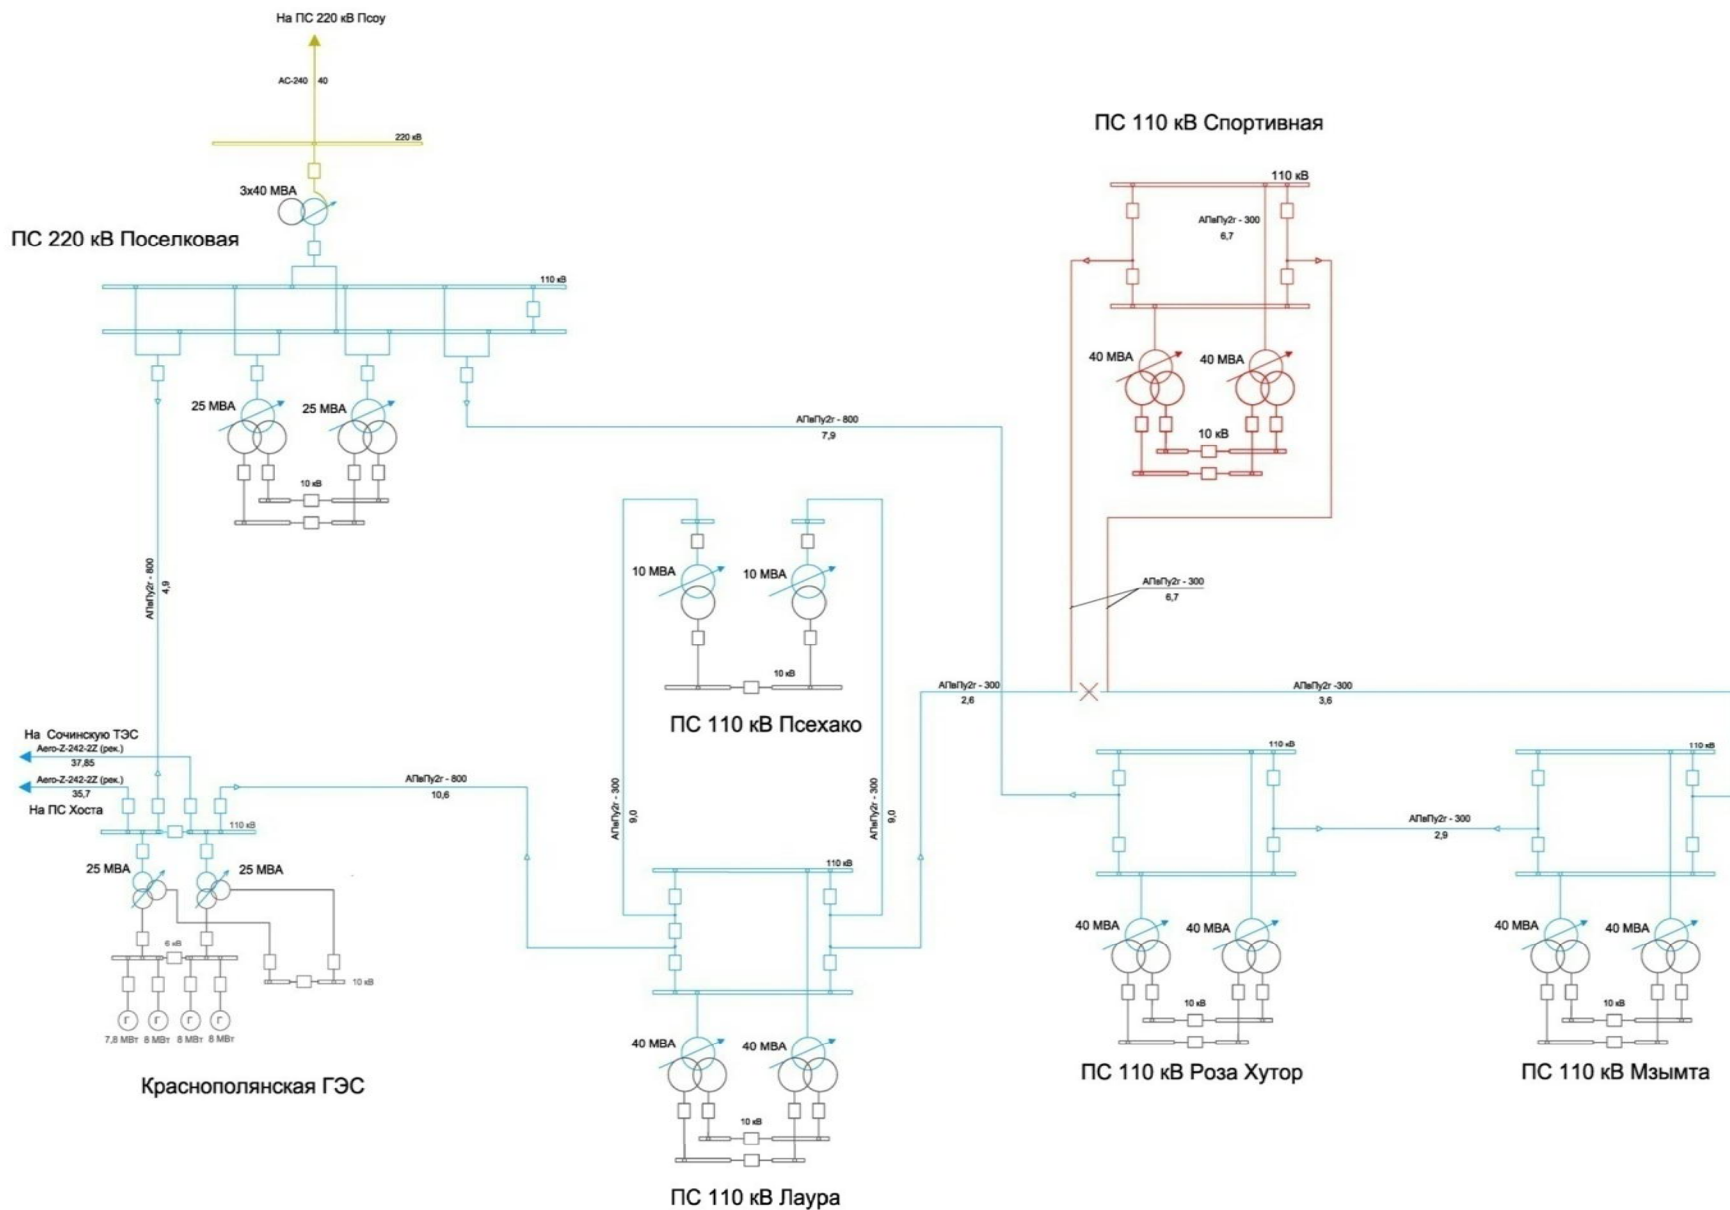 На ПС 220 кВ Псоу
АС-240 40
220 кВ
3х40 МВА
ПС 220 кВ Поселковая
110 кВ
25 МВА 25 МВА
10 кВ
АПвПу2г - 800
7,9
АПвПу2г - 800
4,9
ПС 110 кВ Спортивная
110 кВ
АПвПу2г - 300
6,7
40 МВА 40 МВА
10 кВ
АПвПу2г - 300
6,7
10 МВА 10 МВА
10 кВ
ПС 110 кВ Псехако
АПвПу2г - 300
9,0
АПвПу2г - 300
9,0
АПвПу2г - 300
2,6
АПвПу2г -300
3,6
На Сочинскую ТЭС
Aero-Z-242-2Z (рек.)
37,85
Aero-Z-242-2Z (рек.)
35,7
На ПС Хоста
110 кВ
АПвПу2г - 800
10,6
25 МВА 25 МВА
6 кВ
10 кВ
Г Г Г Г
7,8 МВт 8 МВт 8 МВт 8 МВт
Краснополянская ГЭС
110 кВ
40 МВА 40 МВА
10 кВ
ПС 110 кВ Лаура
110 кВ
АПвПу2г - 300
2,9
40 МВА 40 МВА
10 кВ
ПС 110 кВ Роза Хутор
110 кВ
40 МВА 40 МВА
10 кВ
ПС 110 кВ Мзымта